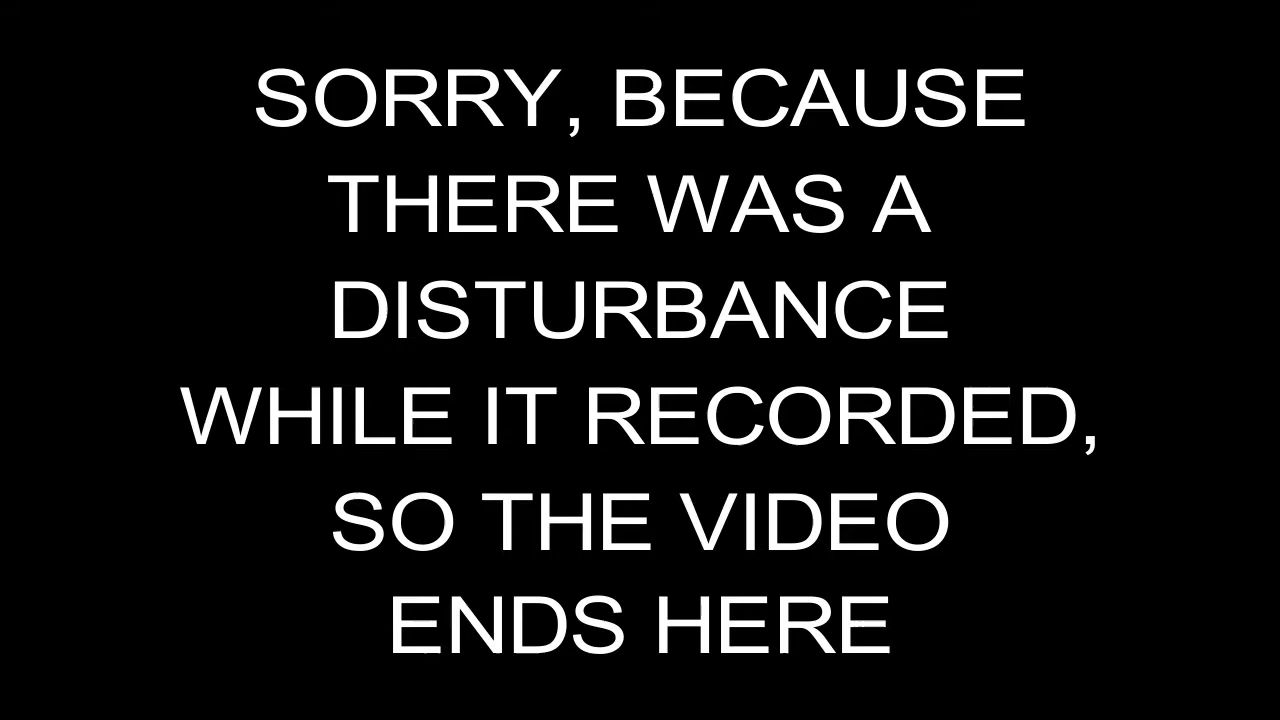 SORRY, BECAUSE
THERE WAS A
DISTURBANCE
WHILE IT RECORDED,
SO THE VIDEO
ENDS HERE